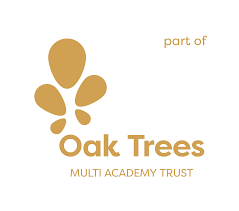 part of
Oak Trees
MULTI ACADEMY TRUST